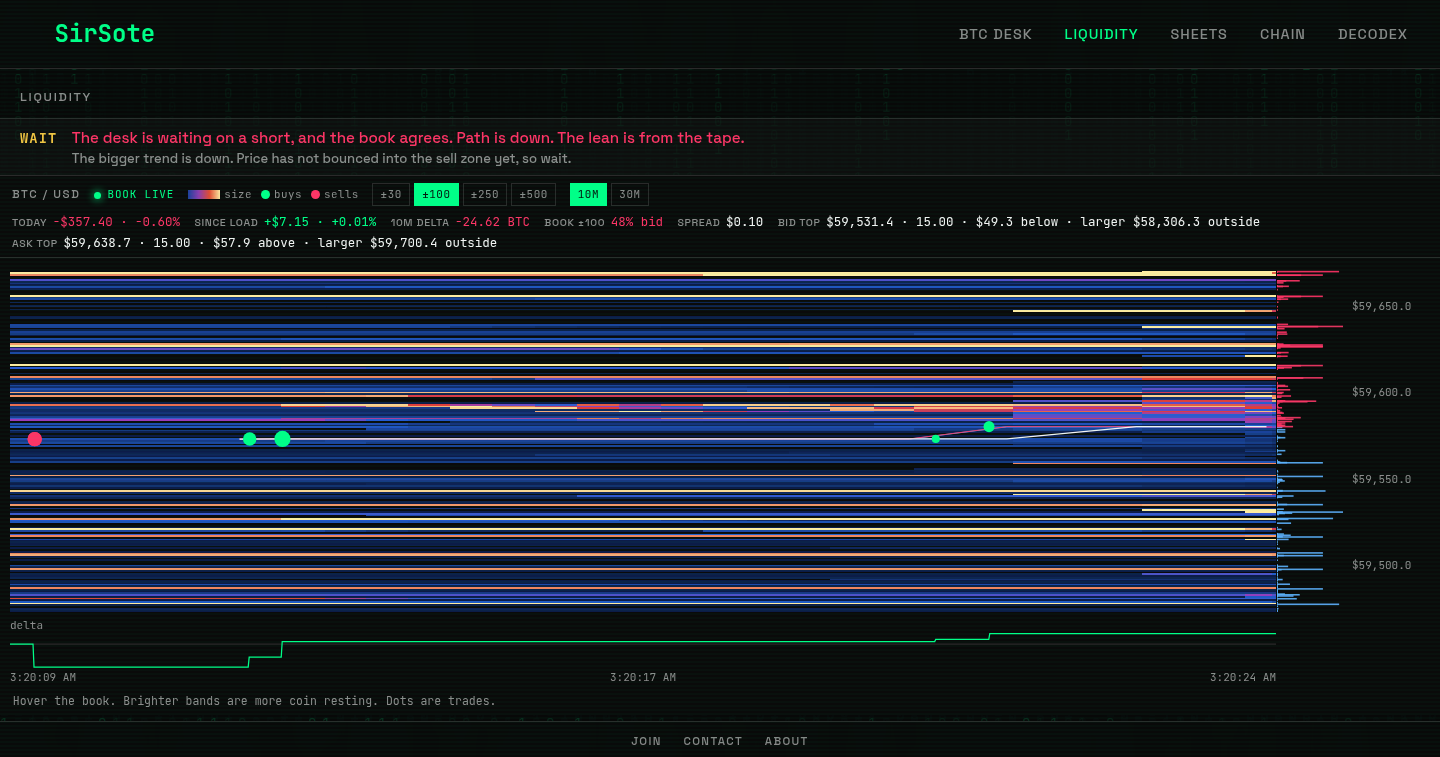 SirSote
BTC DESK LIQUIDITY SHEETS CHAIN DECODEX
LIQUIDITY
WAIT The desk is waiting on a short, and the book agrees. Path is down. The lean is from the tape.
The bigger trend is down. Price has not bounced into the sell zone yet, so wait.
BTC / USD BOOK LIVE size buys sells ±30 ±100 ±250 ±500 10M 30M
TODAY -$357.40 · -0.60% SINCE LOAD +$7.15 · +0.01% 10M DELTA -24.62 BTC BOOK ±100 48% bid SPREAD $0.10 BID TOP $59,531.4 · 15.00 · $49.3 below · larger $58,306.3 outside
ASK TOP $59,638.7 · 15.00 · $57.9 above · larger $59,700.4 outside
$59,650.0
$59,600.0
$59,550.0
$59,500.0
delta
3:20:09 AM 3:20:17 AM 3:20:24 AM
Hover the book. Brighter bands are more coin resting. Dots are trades.
JOIN CONTACT ABOUT